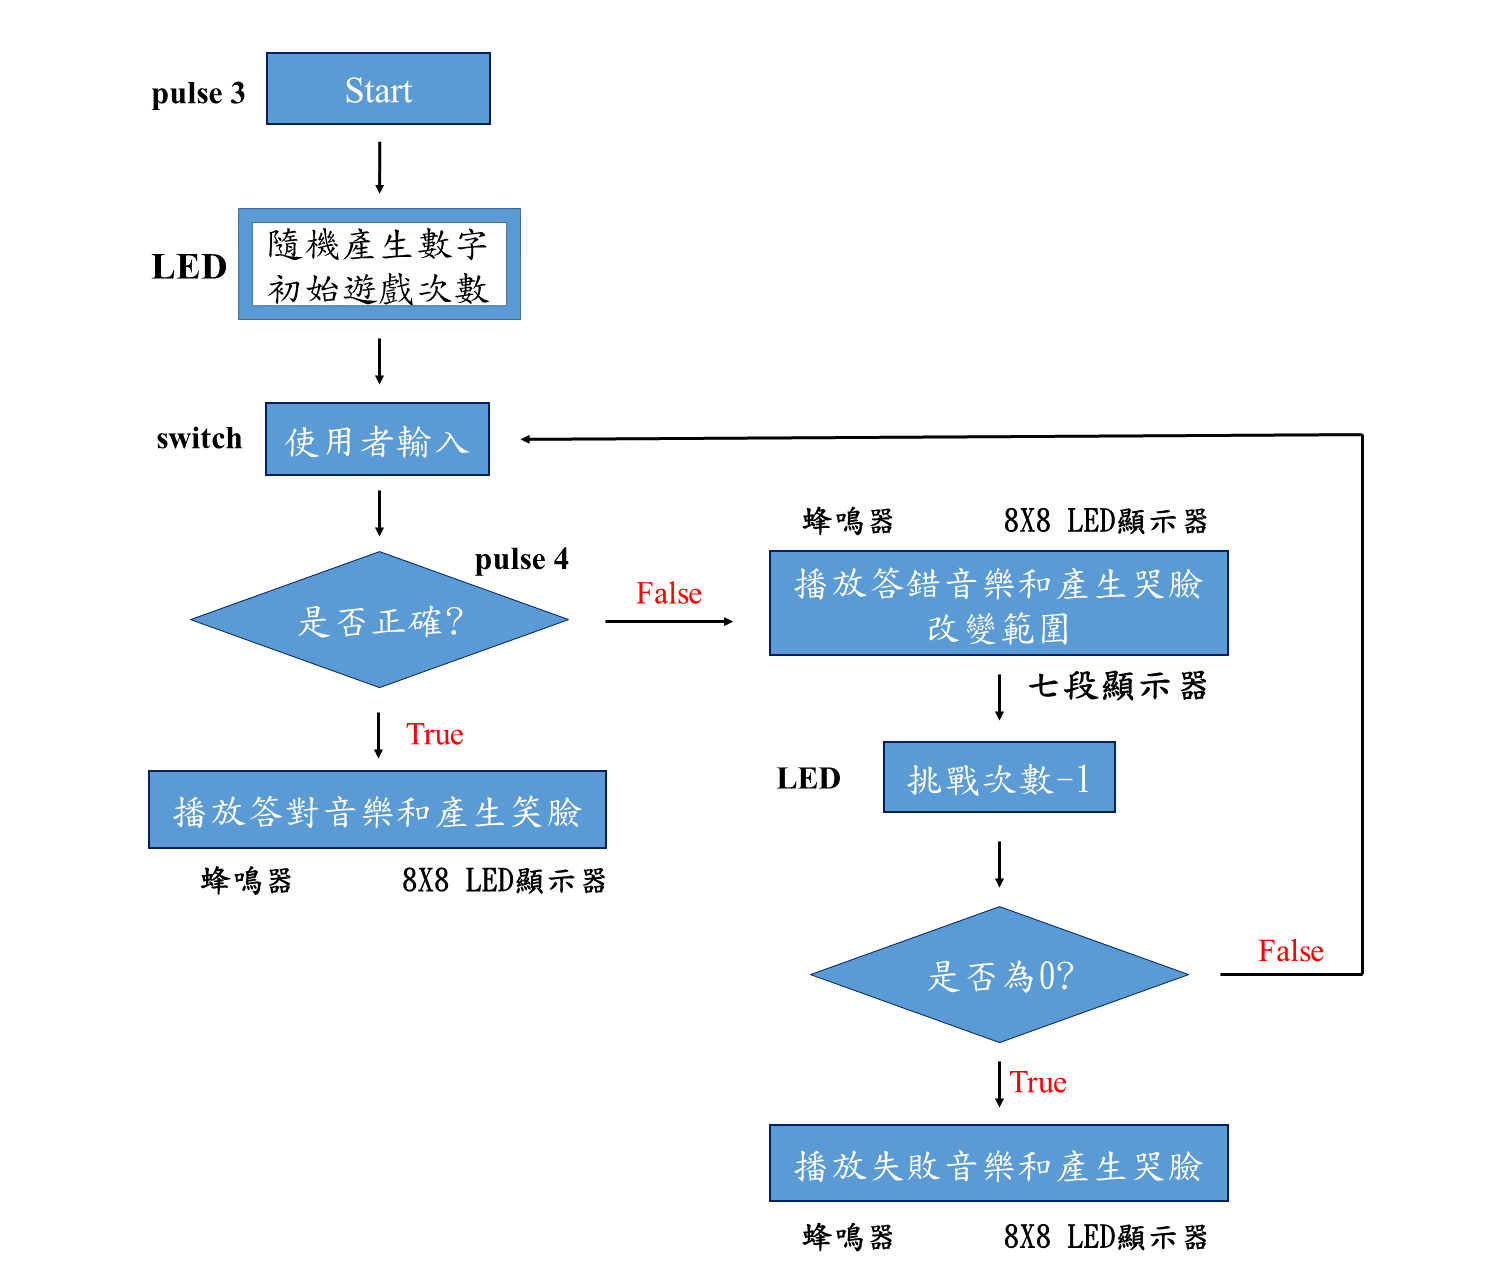 pulse 3
Start
LED
隨機產生數字
初始遊戲次數
switch
使用者輸入
pulse 4
是否正確?
False
True
播放答對音樂和產生笑臉
蜂鳴器
8X8 LED顯示器
蜂鳴器
8X8 LED顯示器
播放答錯音樂和產生哭臉
改變範圍
七段顯示器
LED
挑戰次數-1
是否為0?
False
True
播放失敗音樂和產生哭臉
蜂鳴器
8X8 LED顯示器